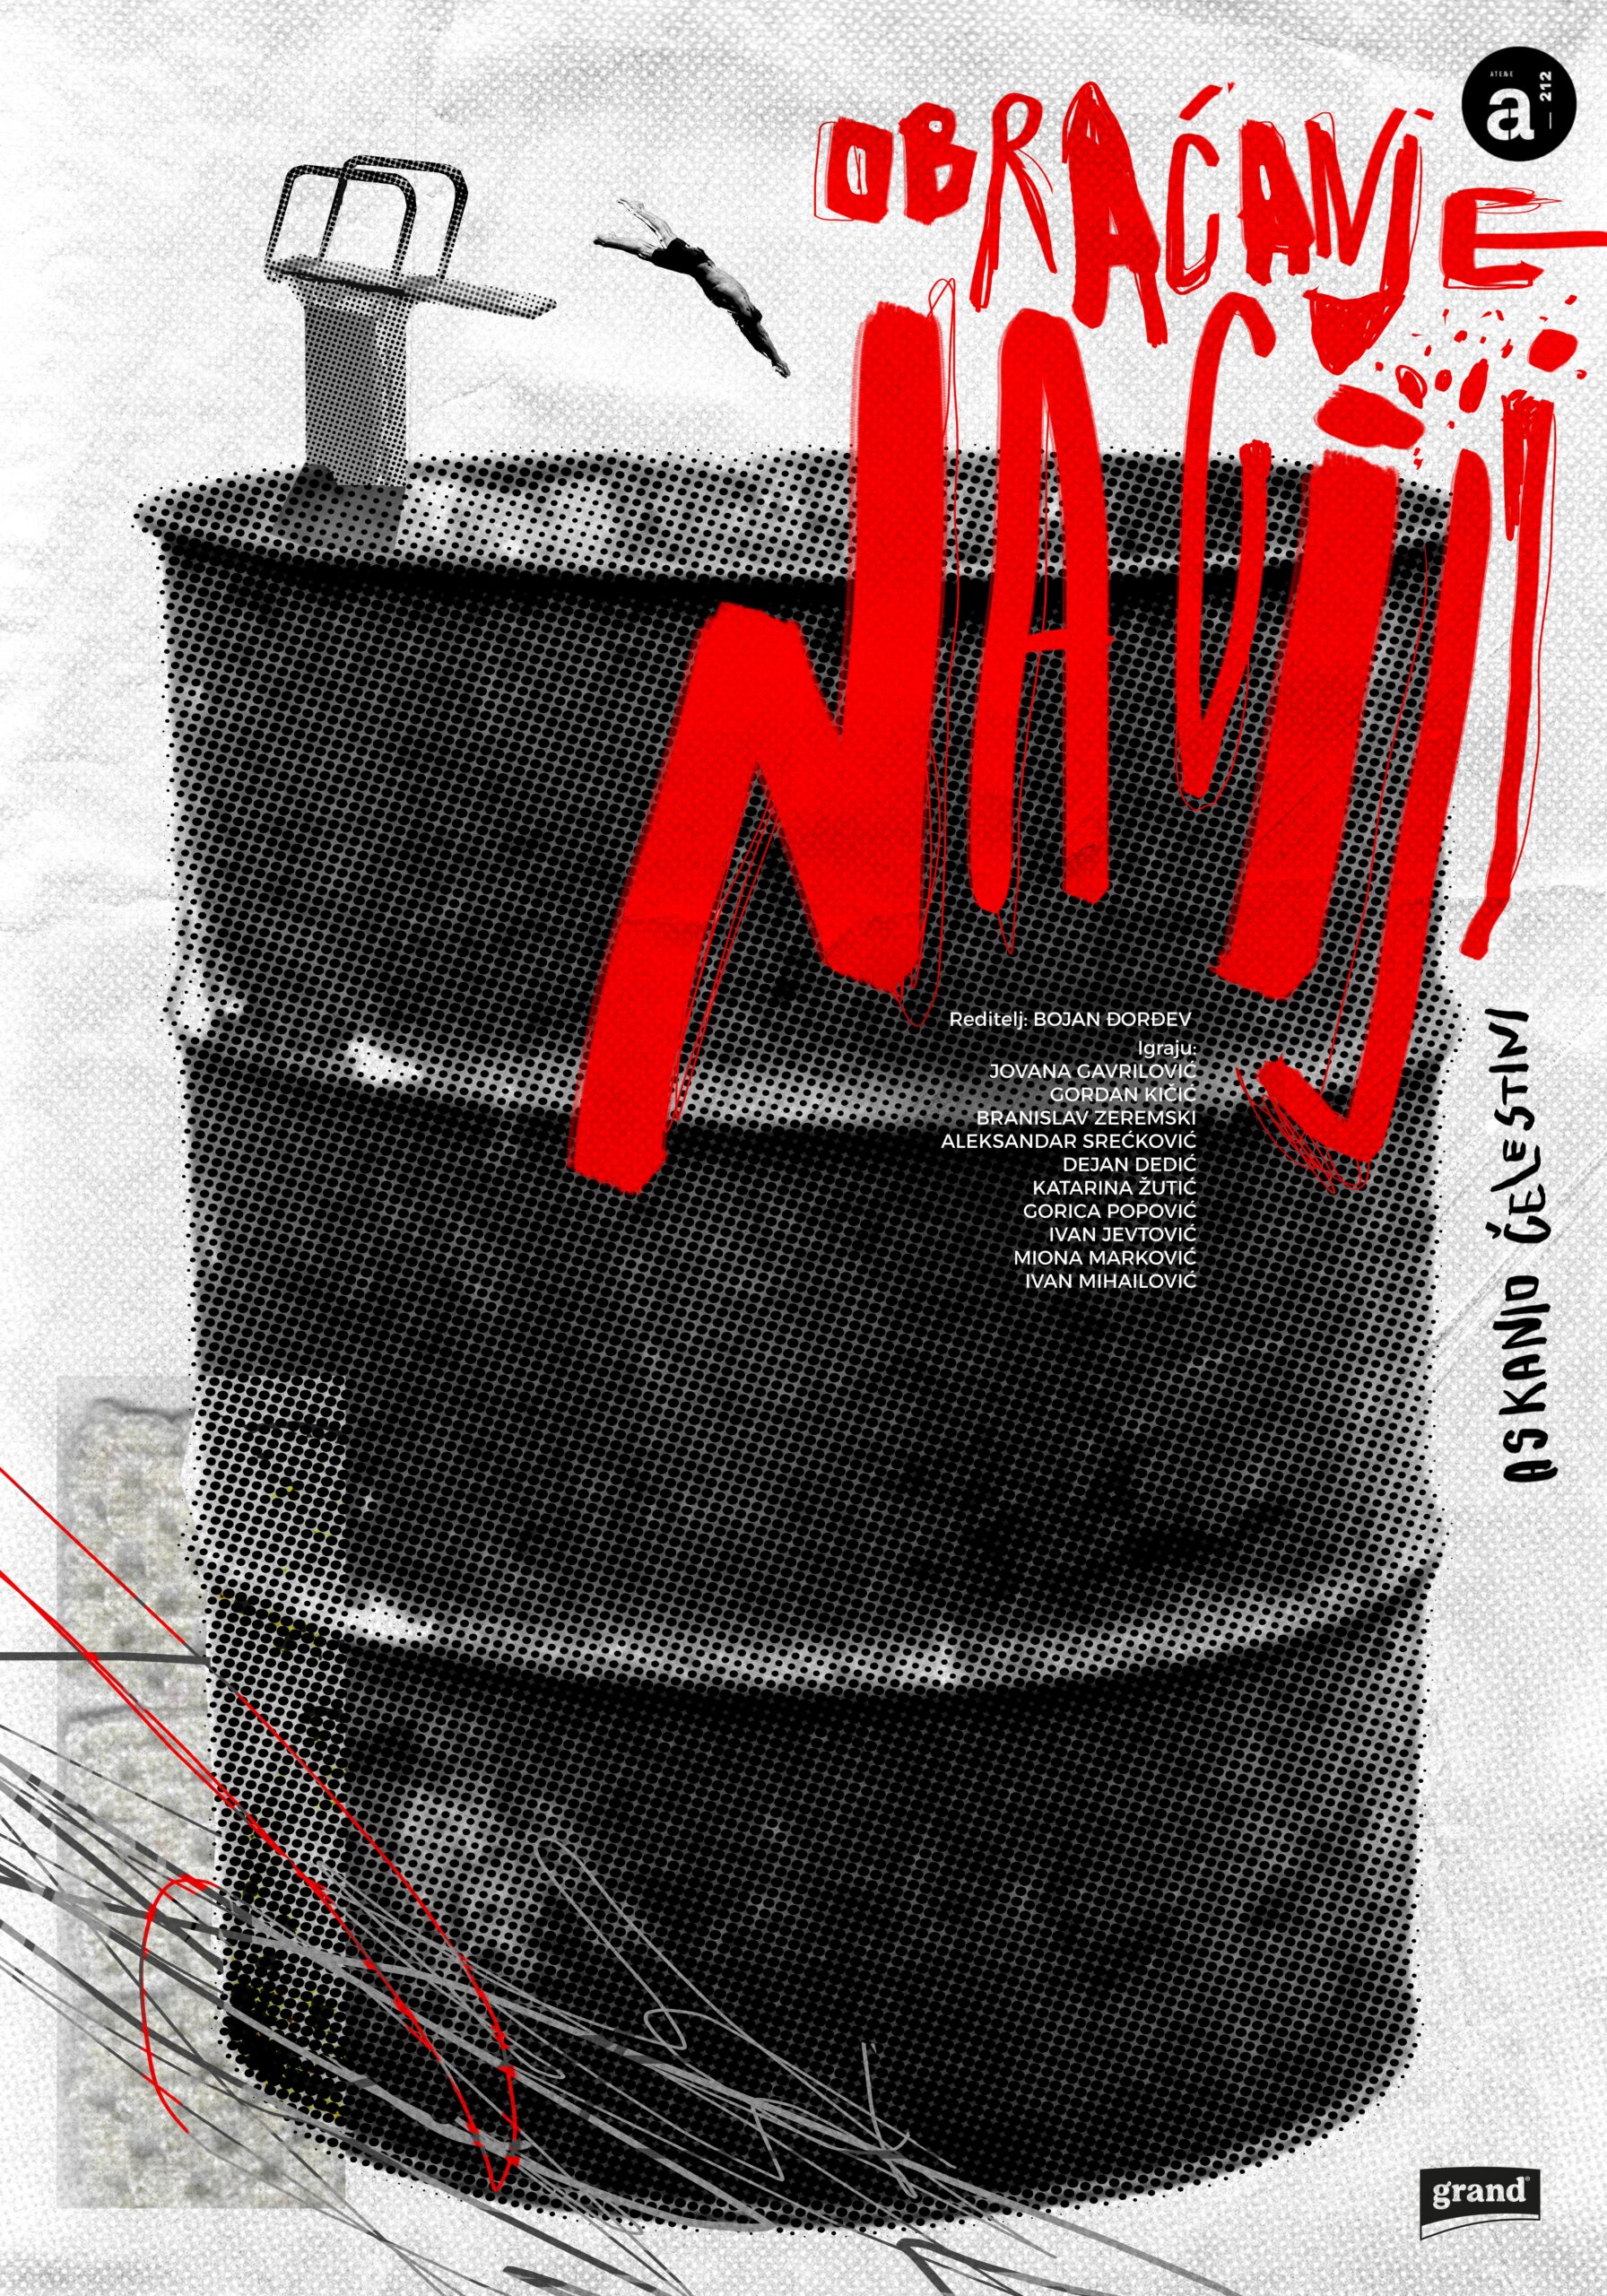 ATELJE
a
212
OBRAĆANJE
NACIJI
Reditelj: BOJAN ĐORĐEV
Igraju:
JOVANA GAVRILOVIĆ
GORDAN KIČIĆ
BRANISLAV ZEREMSKI
ALEKSANDAR SREĆKOVIĆ
DEJAN DEDIĆ
KATARINA ŽUTIĆ
GORICA POPOVIĆ
IVAN JEVTOVIĆ
MIONA MARKOVIĆ
IVAN MIHAILOVIĆ
ASKANIO ČELESTINI
grand